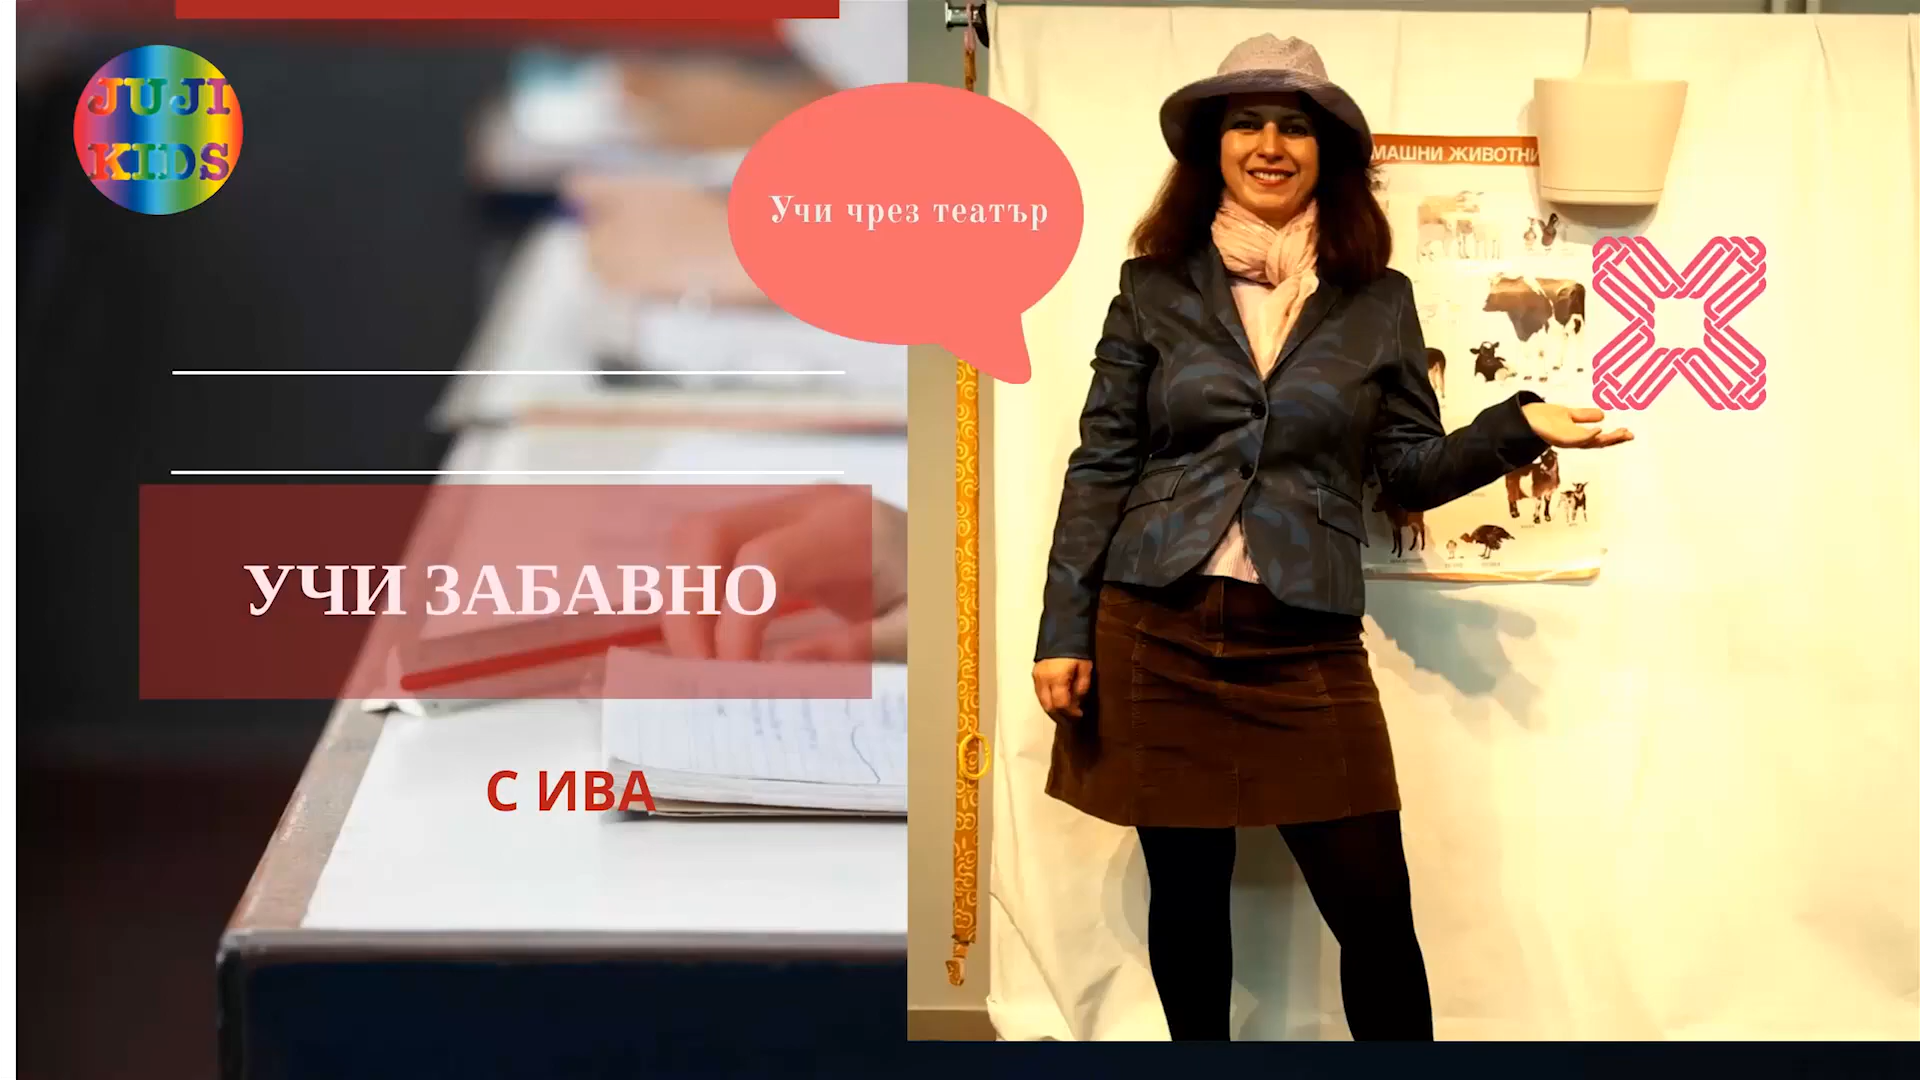 JUJI
KIDS
Учи чрез театър
МАШНИ ЖИВОТНИ
УЧИ ЗАБАВНО
С ИВА